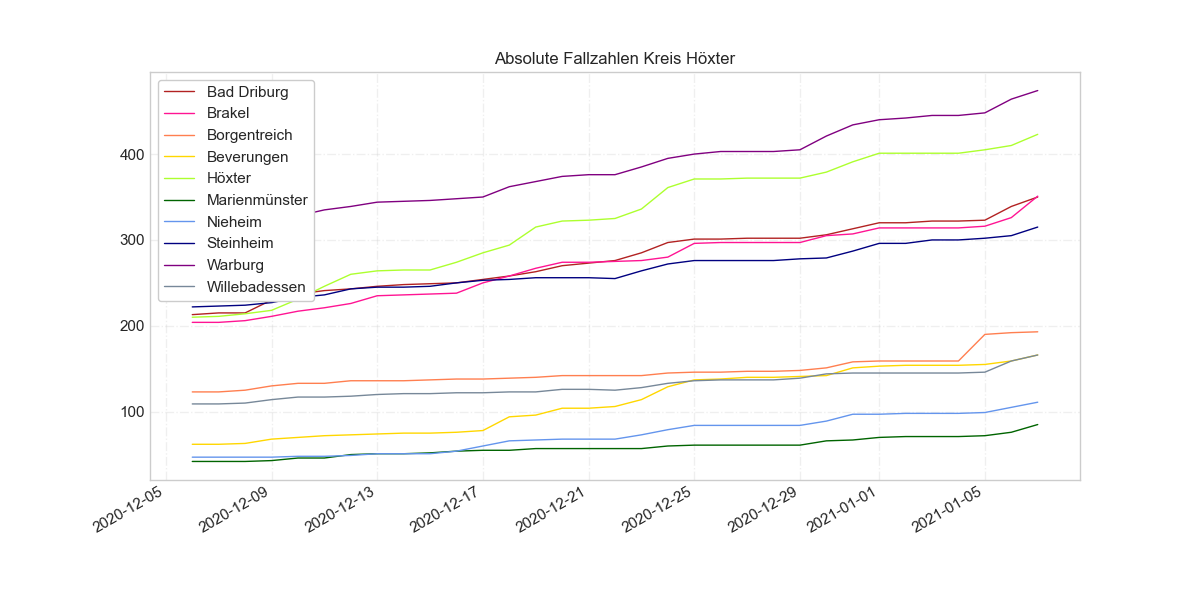 Absolute Fallzahlen Kreis Höxter
Bad Driburg
Brakel
Borgentreich
Beverungen
Höxter
Marienmünster
Nieheim
Steinheim
Warburg
Willebadessen
400
300
200
100
2020-12-05
2020-12-09
2020-12-13
2020-12-17
2020-12-21
2020-12-25
2020-12-29
2021-01-01
2021-01-05